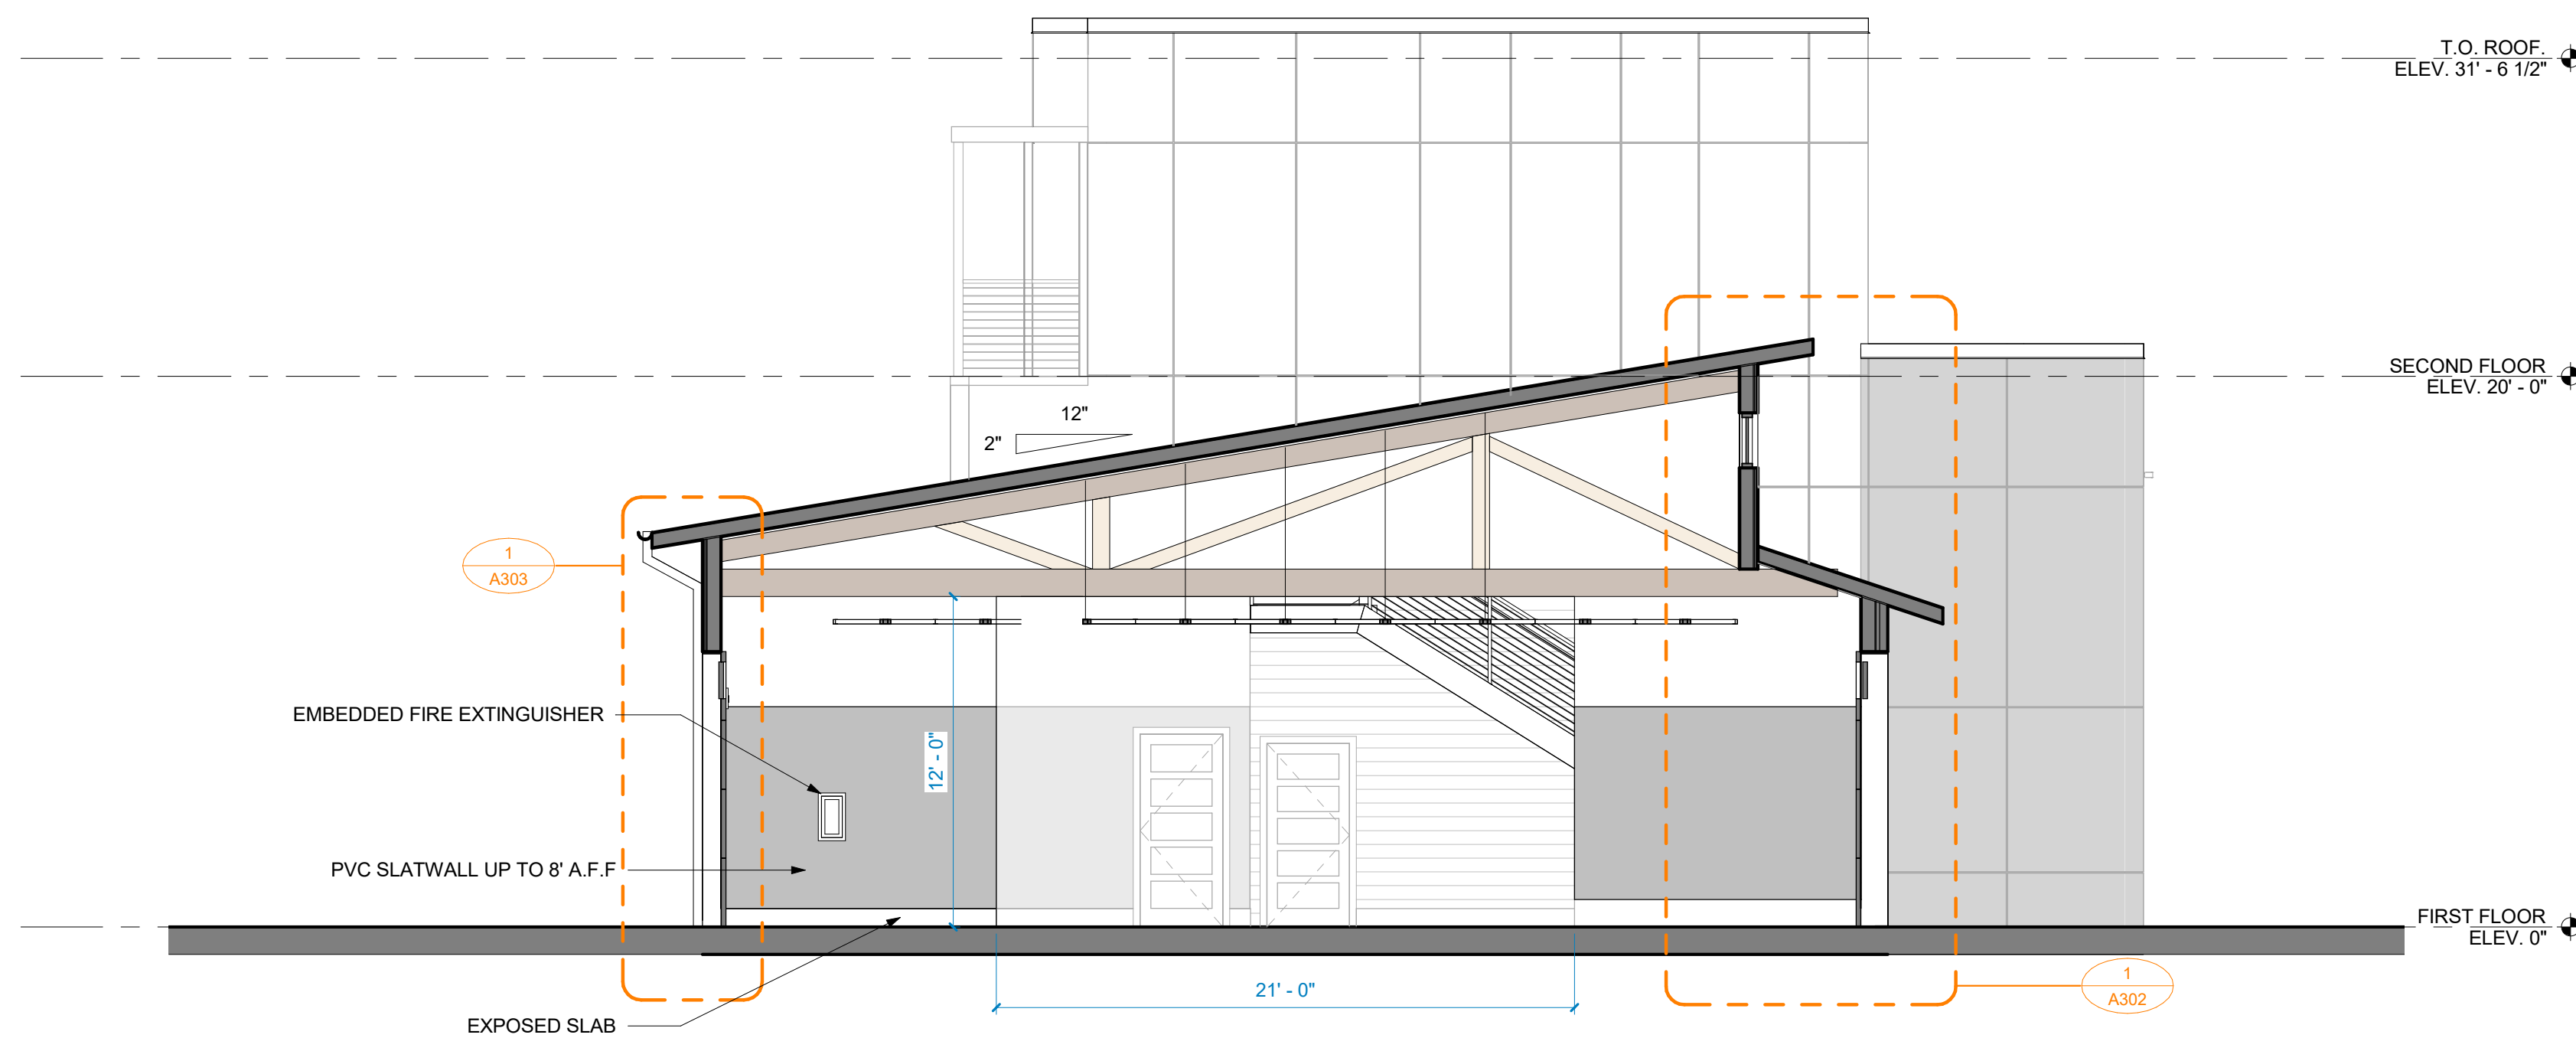 T.O. ROOF.
ELEV. 31' - 6 1/2"
SECOND FLOOR
ELEV. 20' - 0"
12"
2"
1
A303
EMBEDDED FIRE EXTINGUISHER
12' - 0"
PVC SLATWALL UP TO 8' A.F.F
FIRST FLOOR
ELEV. 0"
21' - 0"
1
A302
EXPOSED SLAB